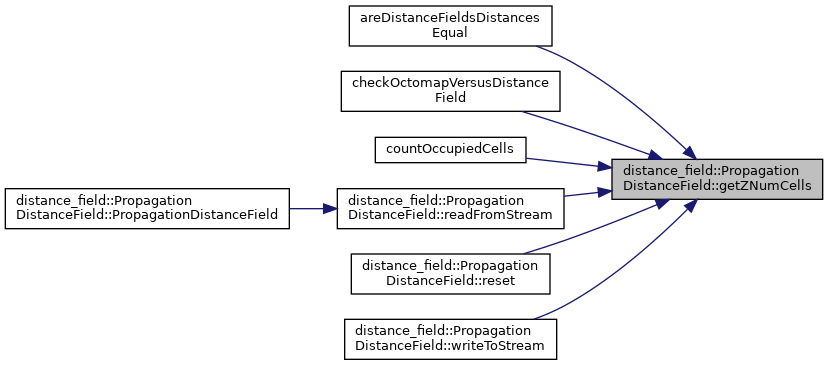 areDistanceFieldsDistances
Equal
checkOctomapVersusDistance
Field
countOccupiedCells
distance_field::Propagation
DistanceField::getZNumCells
distance_field::Propagation
DistanceField::PropagationDistanceField
distance_field::Propagation
DistanceField::readFromStream
distance_field::Propagation
DistanceField::reset
distance_field::Propagation
DistanceField::writeToStream